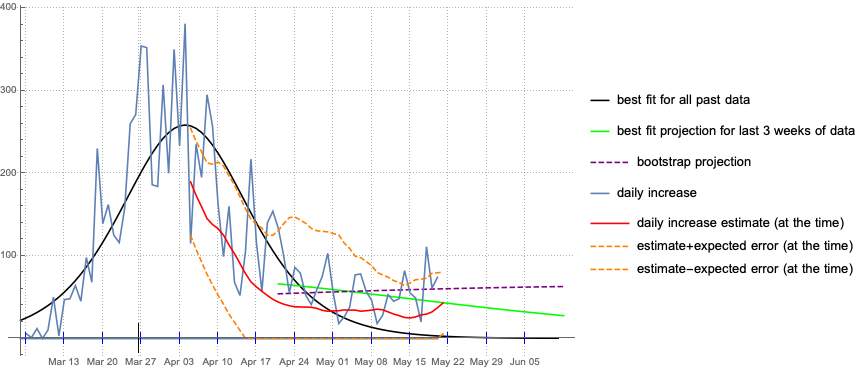 400
300
200
100
Mar 13 Mar 20 Mar 27 Apr 03 Apr 10 Apr 17 Apr 24 May 01 May 08 May 15 May 22 May 29 Jun 05
best fit for all past data
best fit projection for last 3 weeks of data
bootstrap projection
daily increase
daily increase estimate (at the time)
estimate+expected error (at the time)
estimate−expected error (at the time)